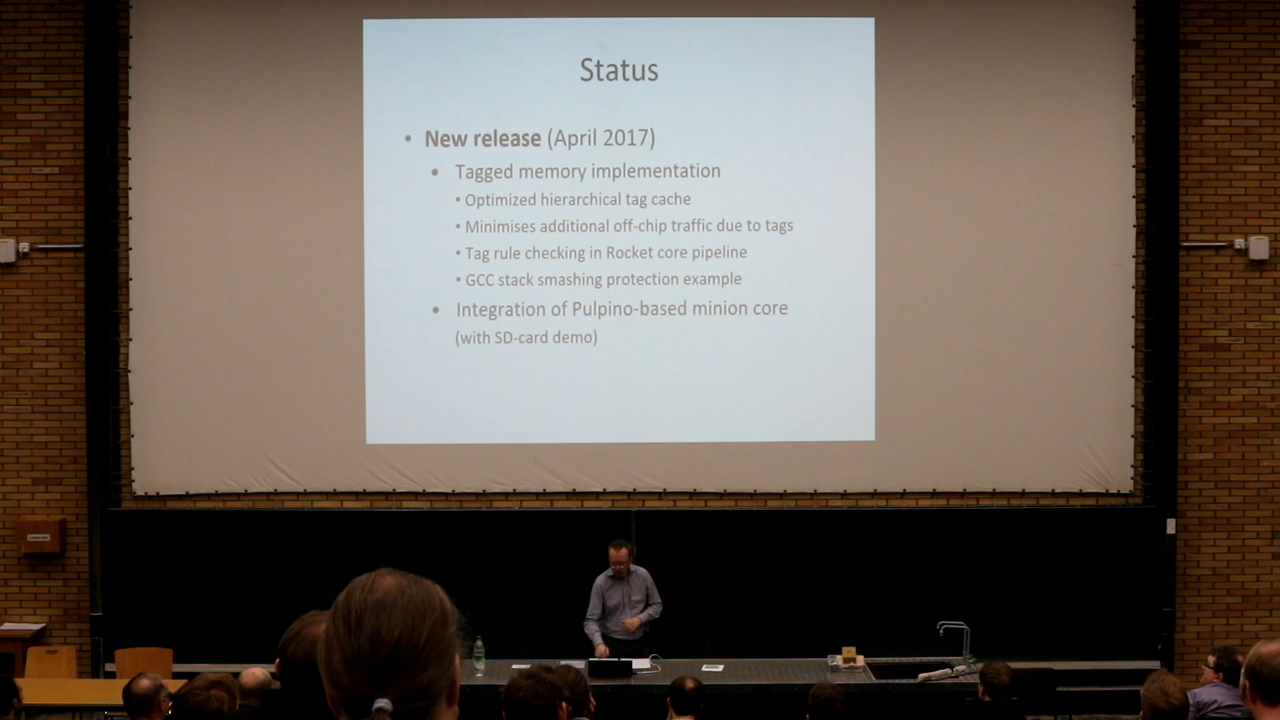 Status
• New release (April 2017)
• Tagged memory implementation
• Optimized hierarchical tag cache
• Minimises additional off-chip traffic due to tags
• Tag rule checking in Rocket core pipeline
• GCC stack smashing protection example
• Integration of Pulpino-based minion core
(with SD-card demo)